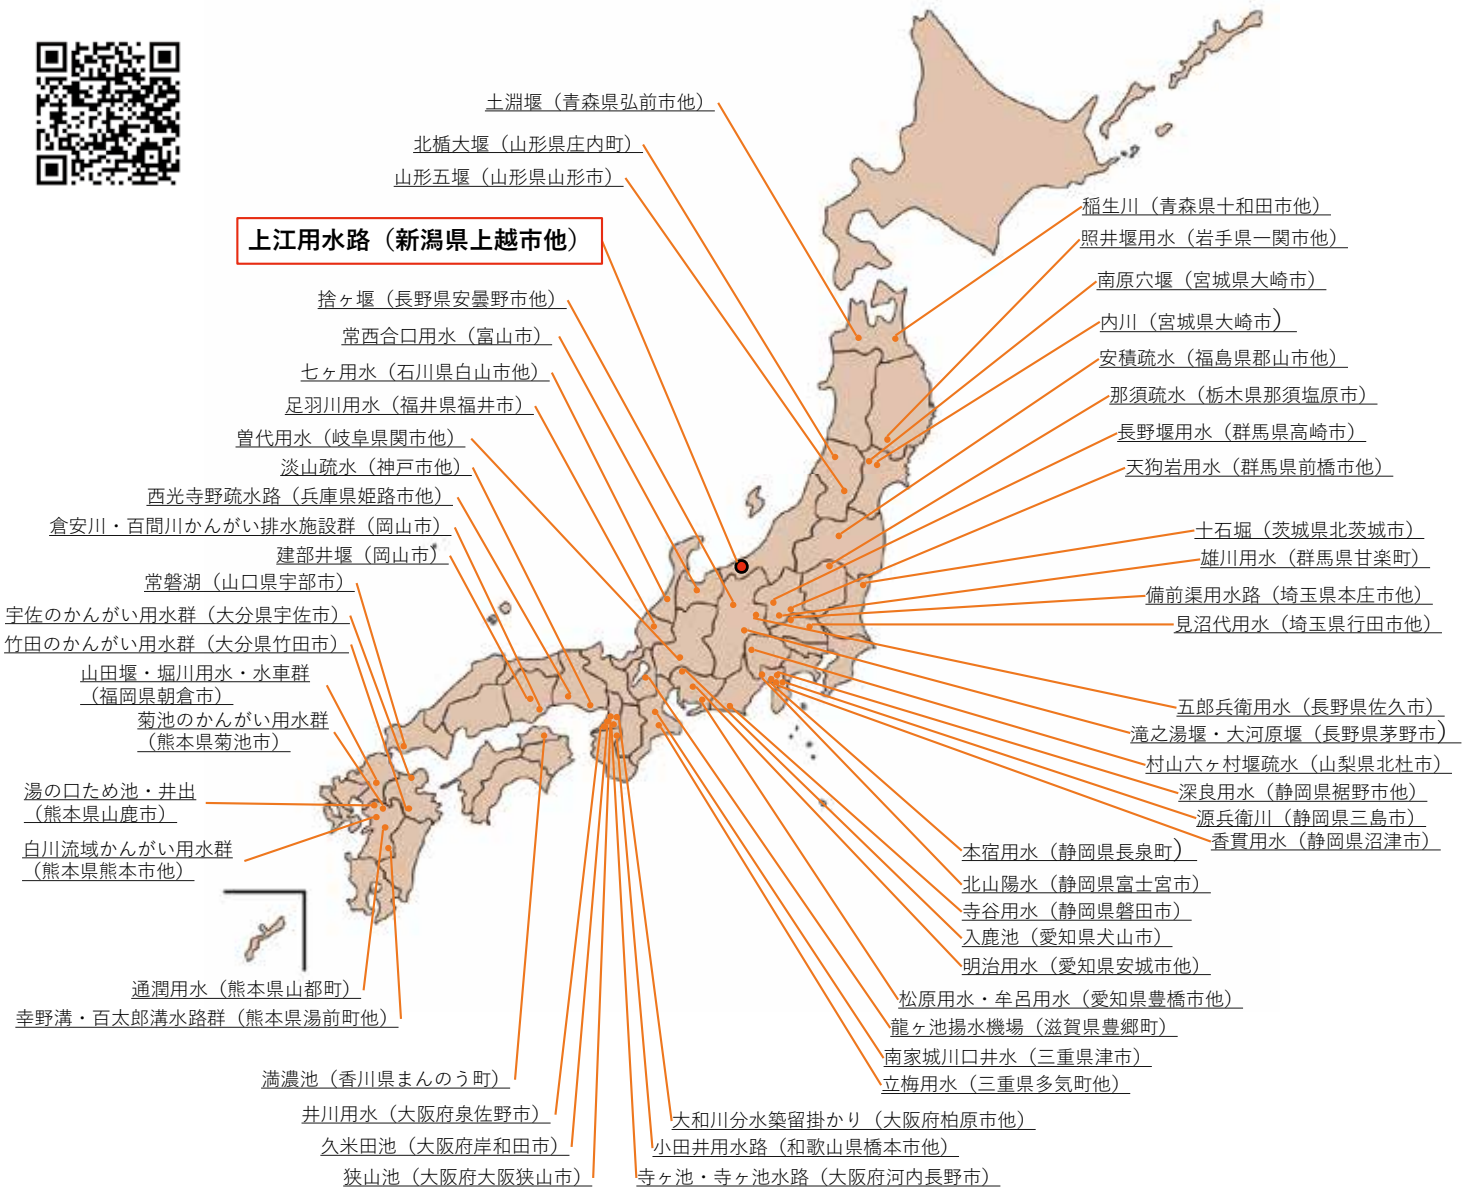 土淵堰（青森県弘前市他）
北楯大堰（山形県庄内町）
山形五堰（山形県山形市）
上江用水路（新潟県上越市他）
捨ヶ堰（長野県安曇野市他）
常西合口用水（富山市）
七ヶ用水（石川県白山市他）
足羽川用水（福井県福井市）
曽代用水（岐阜県関市他）
淡山疏水（神戸市他）
西光寺野疏水路（兵庫県姫路市他）
倉安川・百間川かんがい排水施設群（岡山市）
建部井堰（岡山市）
常磐湖（山口県宇部市）
宇佐のかんがい用水群（大分県宇佐市）
竹田のかんがい用水群（大分県竹田市）
山田堰・堀川用水・水車群
（福岡県朝倉市）
菊池のかんがい用水群
（熊本県菊池市）
湯の口ため池・井出
（熊本県山鹿市）
白川流域かんがい用水群
（熊本県熊本市他）
通潤用水（熊本県山都町）
幸野溝・百太郎溝水路群（熊本県湯前町他）
満濃池（香川県まんのう町）
井川用水（大阪府泉佐野市）
久米田池（大阪府岸和田市）
狭山池（大阪府大阪狭山市）
稲生川（青森県十和田市他）
照井堰用水（岩手県一関市他）
南原穴堰（宮城県大崎市）
内川（宮城県大崎市）
安積疏水（福島県郡山市他）
那須疏水（栃木県那須塩原市）
長野堰用水（群馬県高崎市）
天狗岩用水（群馬県前橋市他）
十石堀（茨城県北茨城市）
雄川用水（群馬県甘楽町）
備前渠用水路（埼玉県本庄市他）
見沼代用水（埼玉県行田市他）
五郎兵衛用水（長野県佐久市）
滝之湯堰・大河原堰（長野県茅野市）
村山六ヶ村堰疏水（山梨県北杜市）
深良用水（静岡県裾野市他）
源兵衛川（静岡県三島市）
香貫用水（静岡県沼津市）
本宿用水（静岡県長泉町）
北山陽水（静岡県富士宮市）
寺谷用水（静岡県磐田市）
入鹿池（愛知県犬山市）
明治用水（愛知県安城市他）
松原用水・牟呂用水（愛知県豊橋市他）
龍ヶ池揚水機場（滋賀県豊郷町）
南家城川口井水（三重県津市）
立梅用水（三重県多気町他）
大和川分水築留掛かり（大阪府柏原市他）
小田井用水路（和歌山県橋本市他）
寺ヶ池・寺ヶ池水路（大阪府河内長野市）